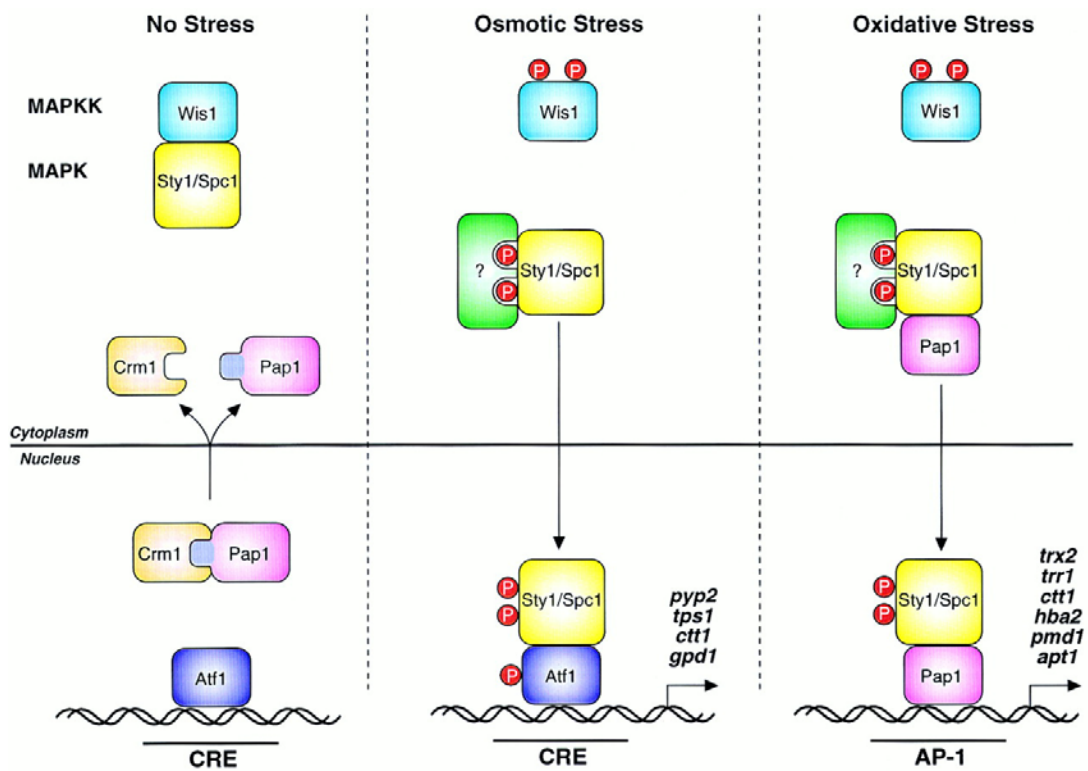 No Stress
MAPKK
Wis1
MAPK
Sty1/Spc1
Crm1
Pap1
Cytoplasm
Nucleus
Crm1
Pap1
Atf1
CRE
Osmotic Stress
P P
Wis1
?
P
P
Sty1/Spc1
P
P
Sty1/Spc1
P
Atf1
pyp2
tps1
ctt1
gpd1
CRE
Oxidative Stress
P P
Wis1
?
P
P
Sty1/Spc1
Pap1
P
P
Sty1/Spc1
Pap1
trx2
trr1
ctt1
hba2
pmd1
apt1
AP-1